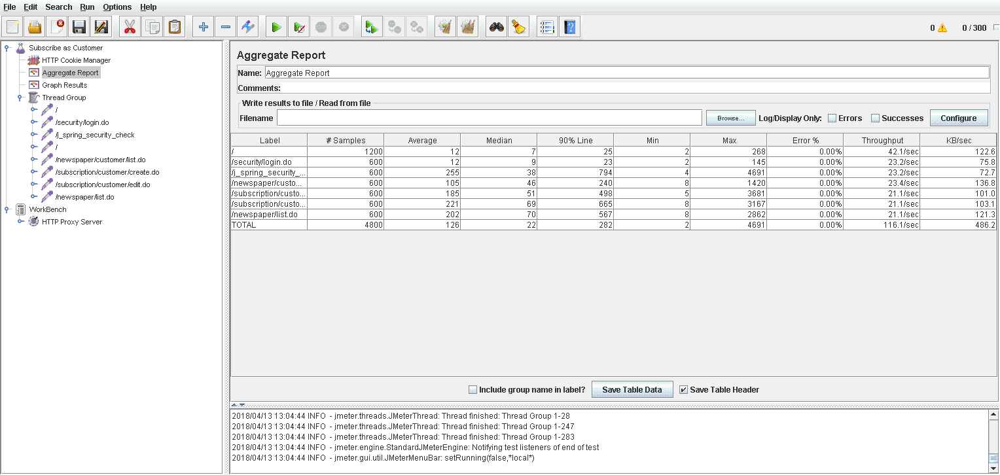 File Edit Search Run Options Help
0 0 / 300
Subscribe as Customer
HTTP Cookie Manager
Aggregate Report
Graph Results
Thread Group
/
/security/login.do
/j_spring_security_check
/
/newspaper/customer/list.do
/subscription/customer/create.do
/subscription/customer/edit.do
/newspaper/list.do
WorkBench
HTTP Proxy Server
Aggregate Report
Name: Aggregate Report
Comments:
Write results to file / Read from file
Filename Browse... Log/Display Only: Errors Successes Configure
Label # Samples Average Median 90% Line Min Max Error % Throughput KB/sec
/ 1200 12 7 25 2 268 0.00% 42.1/sec 122.6
/security/login.do 600 12 9 23 2 145 0.00% 23.2/sec 75.8
/j_spring_security_... 600 255 38 794 4 4691 0.00% 23.2/sec 72.7
/newspaper/custo... 600 105 46 240 8 1420 0.00% 23.4/sec 136.8
/subscription/custo... 600 185 51 498 5 3681 0.00% 21.1/sec 101.0
/subscription/custo... 600 221 69 665 8 3167 0.00% 21.1/sec 103.1
/newspaper/list.do 600 202 70 567 8 2862 0.00% 21.1/sec 121.3
TOTAL 4800 126 22 282 2 4691 0.00% 116.1/sec 486.2
Include group name in label? Save Table Data Save Table Header
2018/04/13 13:04:44 INFO - jmeter.threads.JMeterThread: Thread finished: Thread Group 1-28
2018/04/13 13:04:44 INFO - jmeter.threads.JMeterThread: Thread finished: Thread Group 1-247
2018/04/13 13:04:44 INFO - jmeter.threads.JMeterThread: Thread finished: Thread Group 1-283
2018/04/13 13:04:44 INFO - jmeter.engine.StandardJMeterEngine: Notifying test listeners of end of test
2018/04/13 13:04:44 INFO - jmeter.gui.util.JMeterMenuBar: setRunning(false,*local*)